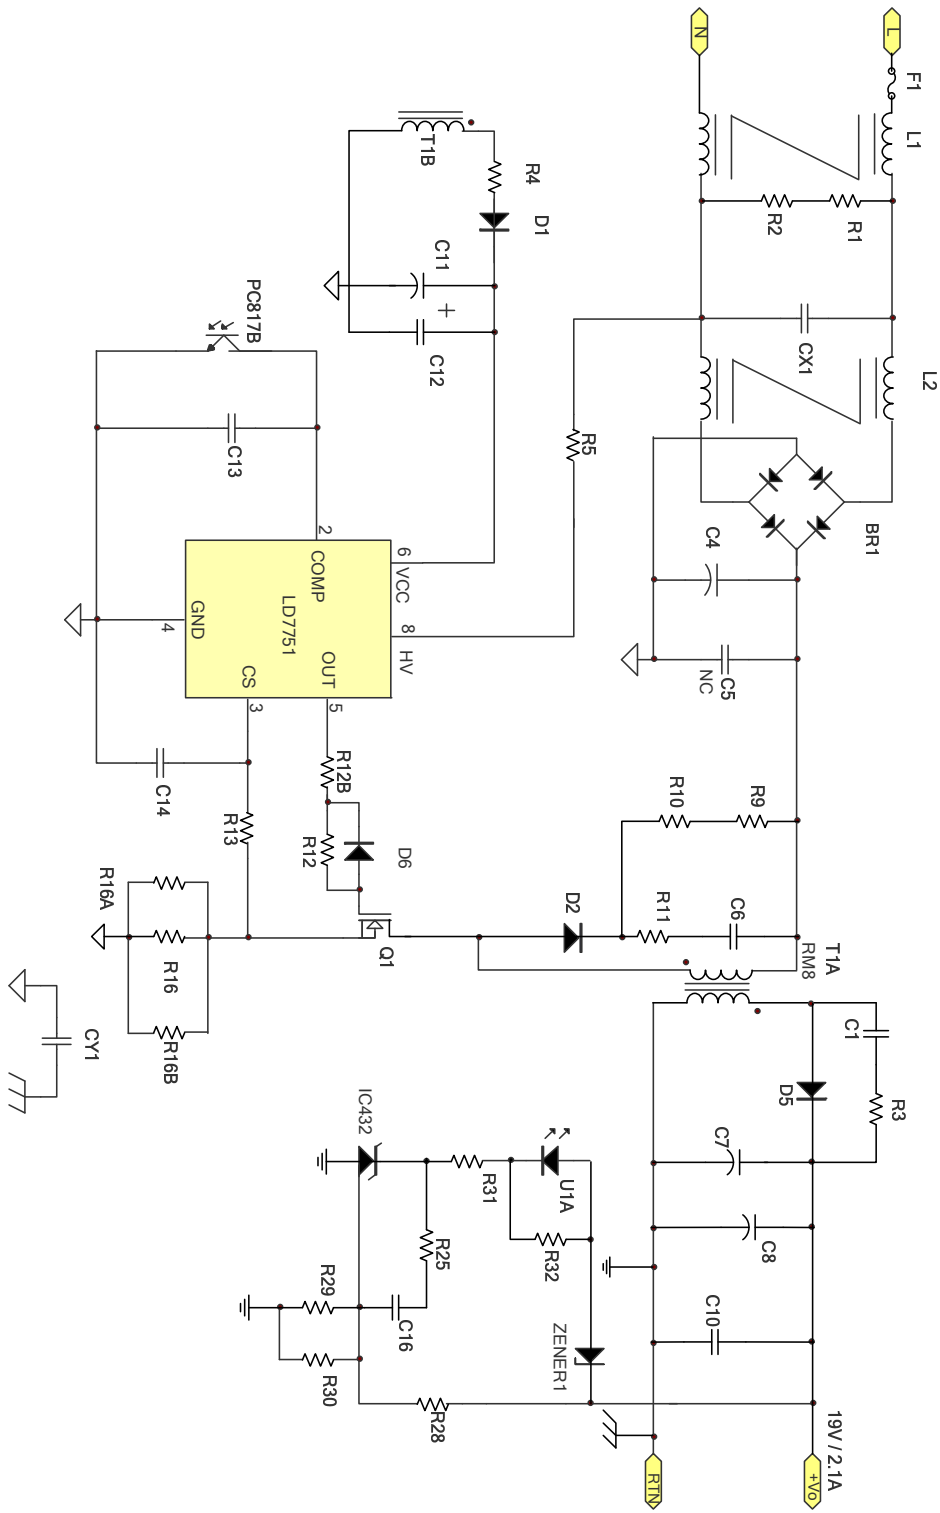 L
F1
L1
N
R1
R2
T1B
R4
D1
C11
+
C12
CX1
L2
PC817B
C13
R5
BR1
C4
C5
NC
2
COMP
6
VCC
8
HV
LD7751
4
GND
OUT
5
CS
3
R12B
R12
D6
C14
R13
R10
R9
R11
C6
D2
Q1
T1A
RM8
R16A
R16
R16B
CY1
C1
R3
D5
C7
C8
C10
IC432
R31
U1A
R32
R25
R29
R30
C16
ZENER1
R28
19V / 2.1A
+Vo
RTN